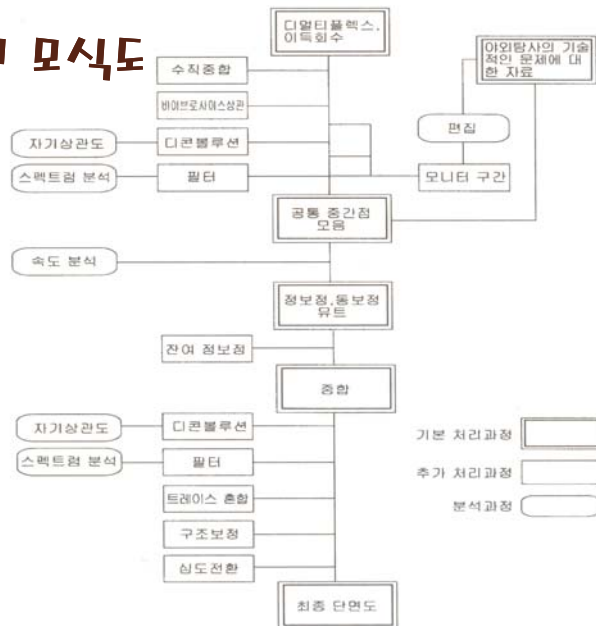 모식도
디멀티플렉스,
이득회수
야외탐사의 기술
적인 문제에 대
한 자료
수직중합
바이브로사이스상관
편집
자기상관도
디콘볼루션
스펙트럼 분석
필터
모니터 구간
공통 중간점
모음
속도 분석
정보정,동보정
뮤트
잔여 정보정
중합
자기상관도
디콘볼루션
기본 처리과정
스펙트럼 분석
필터
추가 처리과정
트레이스 혼합
분석과정
구조보정
심도전환
최종 단면도